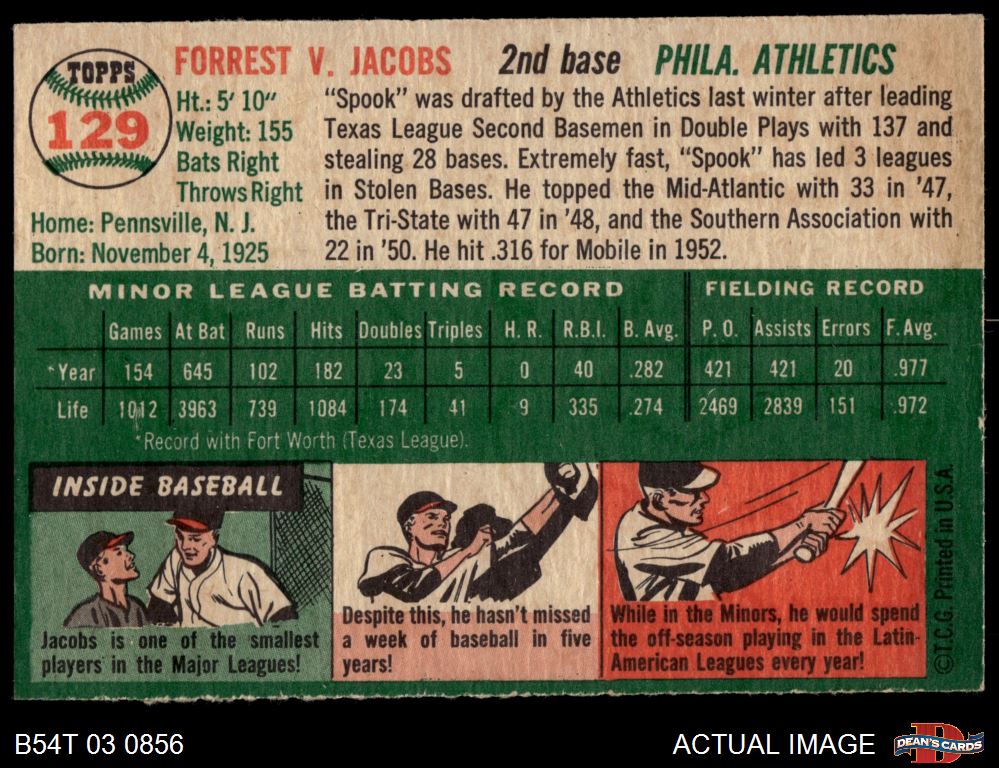 TOPPS
129
FORREST V. JACOBS 2nd base PHILA. ATHLETICS
Ht.: 5' 10"
Weight: 155
Bats Right
Throws Right
Home: Pennsville, N. J.
Born: November 4, 1925
"Spook" was drafted by the Athletics last winter after leading
Texas League Second Basemen in Double Plays with 137 and
stealing 28 bases. Extremely fast, "Spook" has led 3 leagues
in Stolen Bases. He topped the Mid-Atlantic with 33 in '47,
the Tri-State with 47 in '48, and the Southern Association with
22 in '50. He hit .316 for Mobile in 1952.
MINOR LEAGUE BATTING RECORD FIELDING RECORD
Games At Bat Runs Hits Doubles Triples H. R. R.B.I. B. Avg. P. O. Assists Errors F. Avg.
*Year 154 645 102 182 23 5 0 40 .282 421 421 20 .977
Life 1012 3963 739 1084 174 41 9 335 .274 2469 2839 151 .972
*Record with Fort Worth (Texas League).
INSIDE BASEBALL
Jacobs is one of the smallest
players in the Major Leagues!
Despite this, he hasn't missed
a week of baseball in five
years!
While in the Minors, he would spend
the off-season playing in the Latin-
American Leagues every year!
©T.C.G. Printed in U.S.A.
B54T 03 0856
ACTUAL IMAGE
D
DEAN'S CARDS